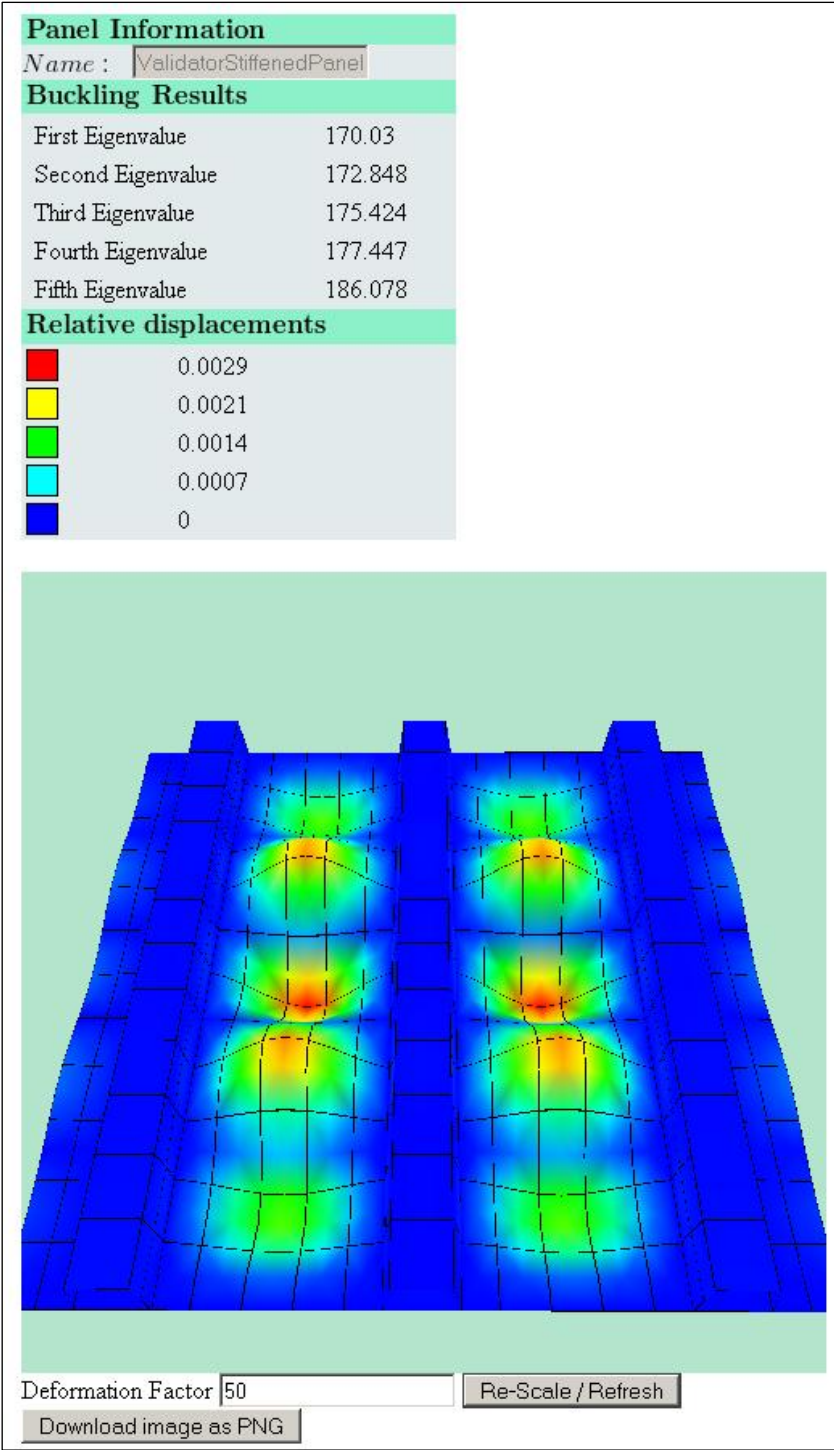 Panel Information
Name : ValidatorStiffenedPanel
Buckling Results
First Eigenvalue 170.03
Second Eigenvalue 172.848
Third Eigenvalue 175.424
Fourth Eigenvalue 177.447
Fifth Eigenvalue 186.078
Relative displacements
0.0029
0.0021
0.0014
0.0007
0
Deformation Factor 50 Re-Scale / Refresh
Download image as PNG